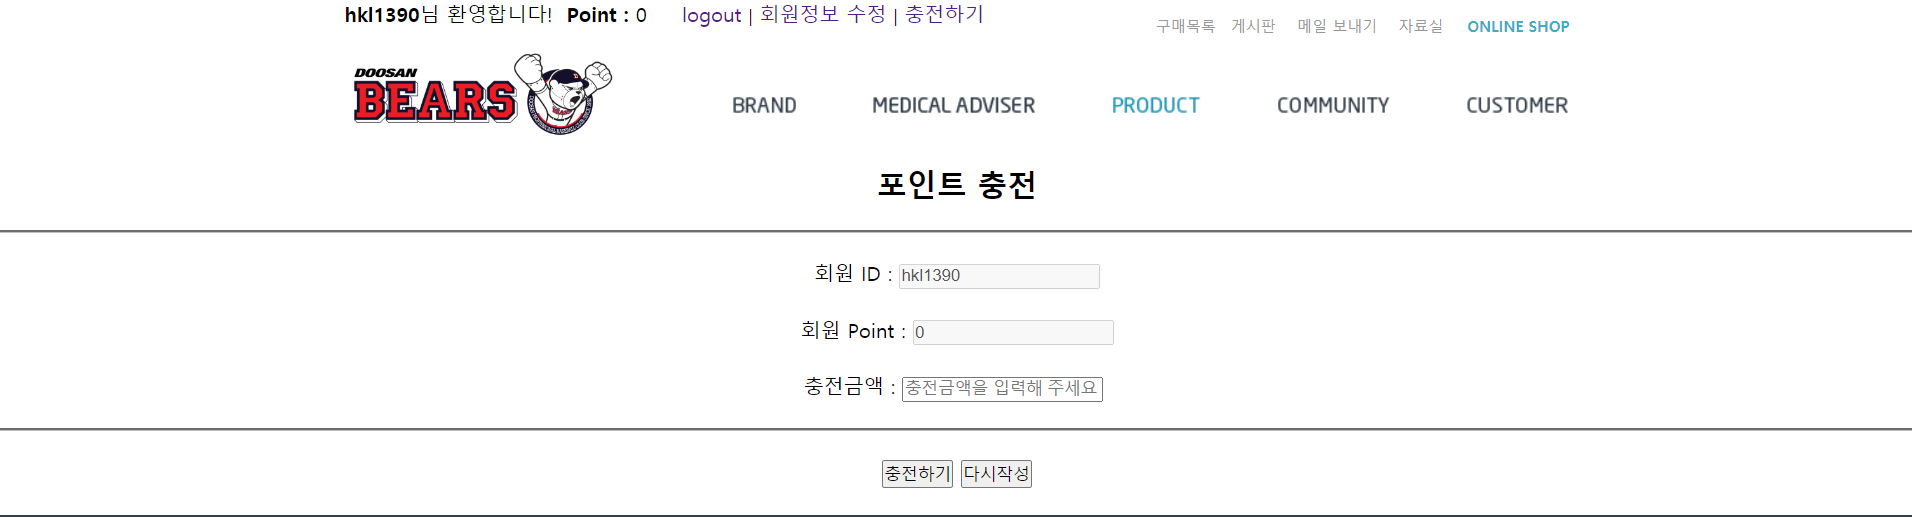 hkl1390님 환영합니다! Point : 0 logout | 회원정보 수정 | 충전하기
구매목록 게시판 메일 보내기 자료실 ONLINE SHOP
DOOSAN
BEARS
BRAND MEDICAL ADVISER PRODUCT COMMUNITY CUSTOMER
포인트 충전
회원 ID : hkl1390
회원 Point : 0
충전금액 : 충전금액을 입력해 주세요
충전하기 다시작성